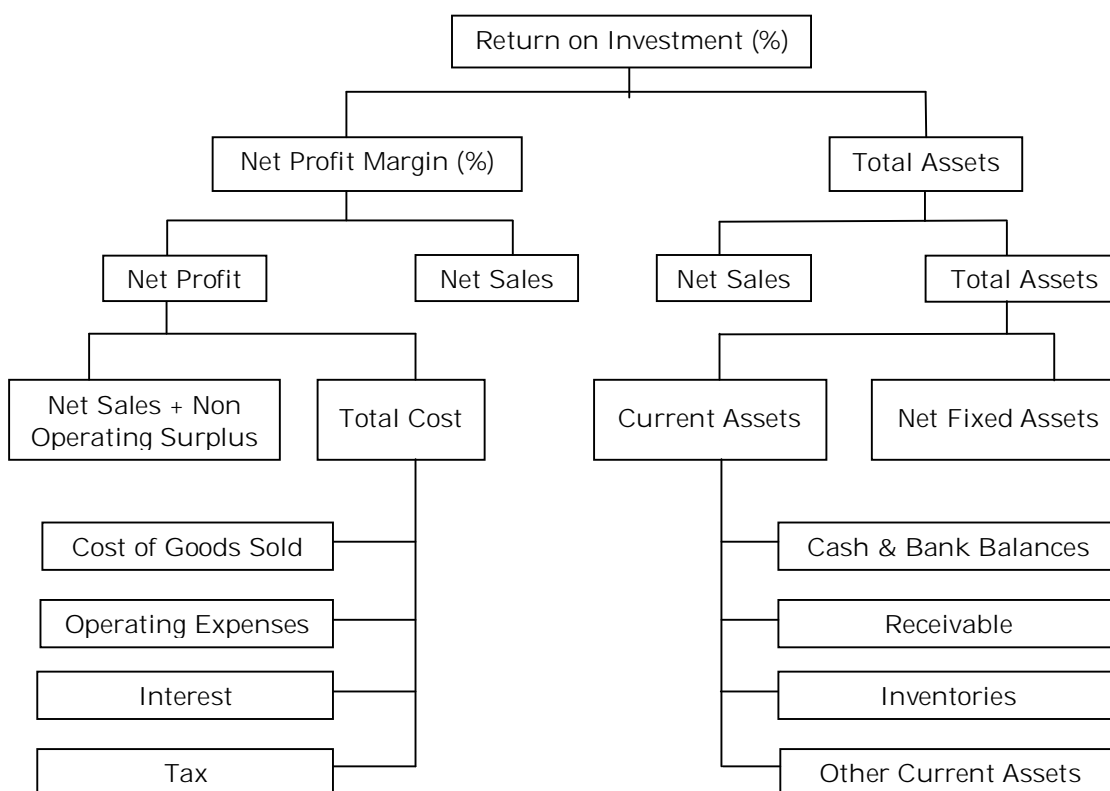 Return on Investment (%)
Net Profit Margin (%)
Total Assets
Net Profit
Net Sales
Net Sales
Total Assets
Net Sales + Non
Operating Surplus
Total Cost
Current Assets
Net Fixed Assets
Cost of Goods Sold
Cash & Bank Balances
Operating Expenses
Receivable
Interest
Inventories
Tax
Other Current Assets